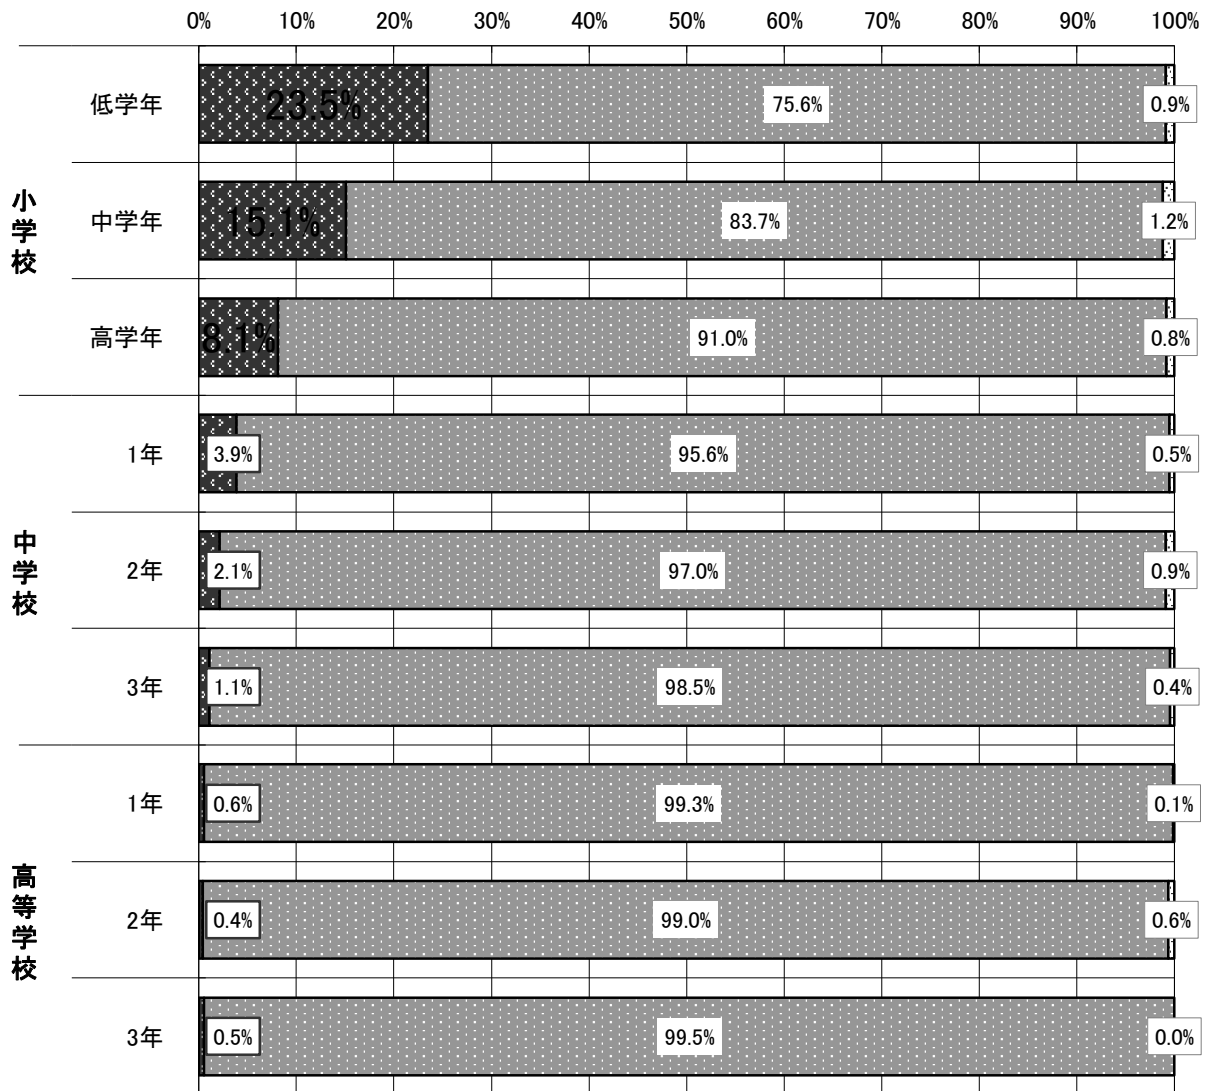 0% 10% 20% 30% 40% 50% 60% 70% 80% 90% 100%
小学校
低学年 23.5% 75.6% 0.9%
中学年 15.1% 83.7% 1.2%
高学年 8.1% 91.0% 0.8%
中学校
1年 3.9% 95.6% 0.5%
2年 2.1% 97.0% 0.9%
3年 1.1% 98.5% 0.4%
高等学校
1年 0.6% 99.3% 0.1%
2年 0.4% 99.0% 0.6%
3年 0.5% 99.5% 0.0%